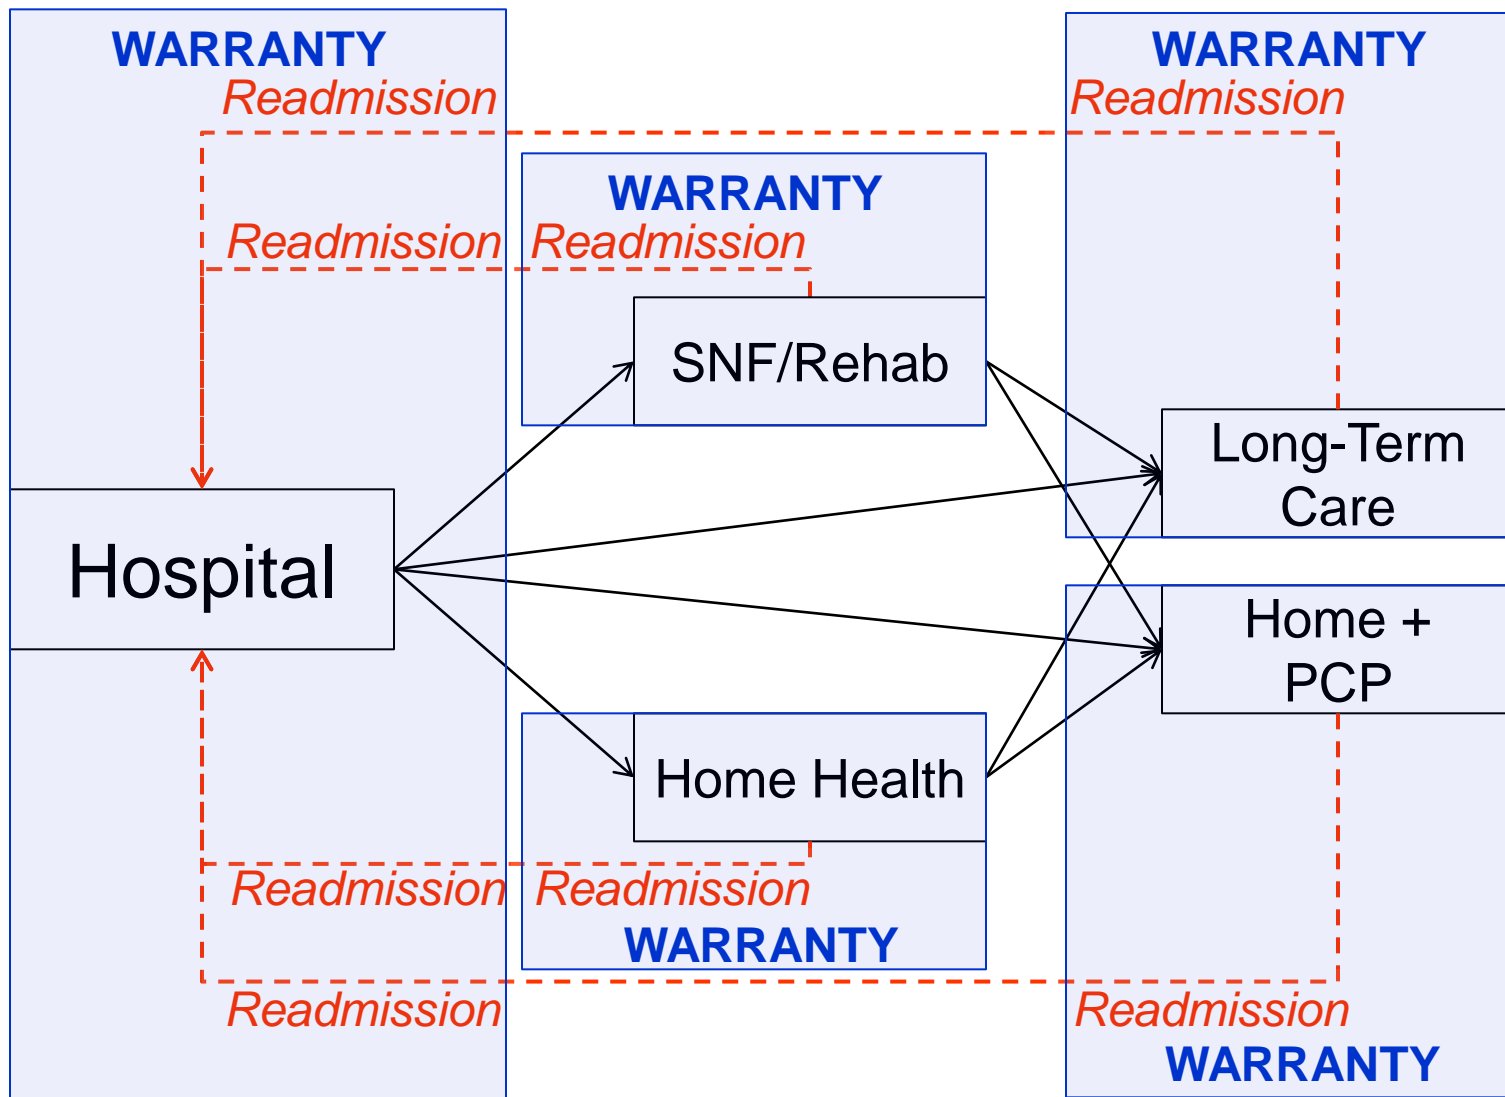 WARRANTY
WARRANTY
Readmission
Readmission
WARRANTY
Readmission
Readmission
SNF/Rehab
Long-Term
Care
Hospital
Home +
PCP
Home Health
Readmission
Readmission
WARRANTY
Readmission
Readmission
WARRANTY